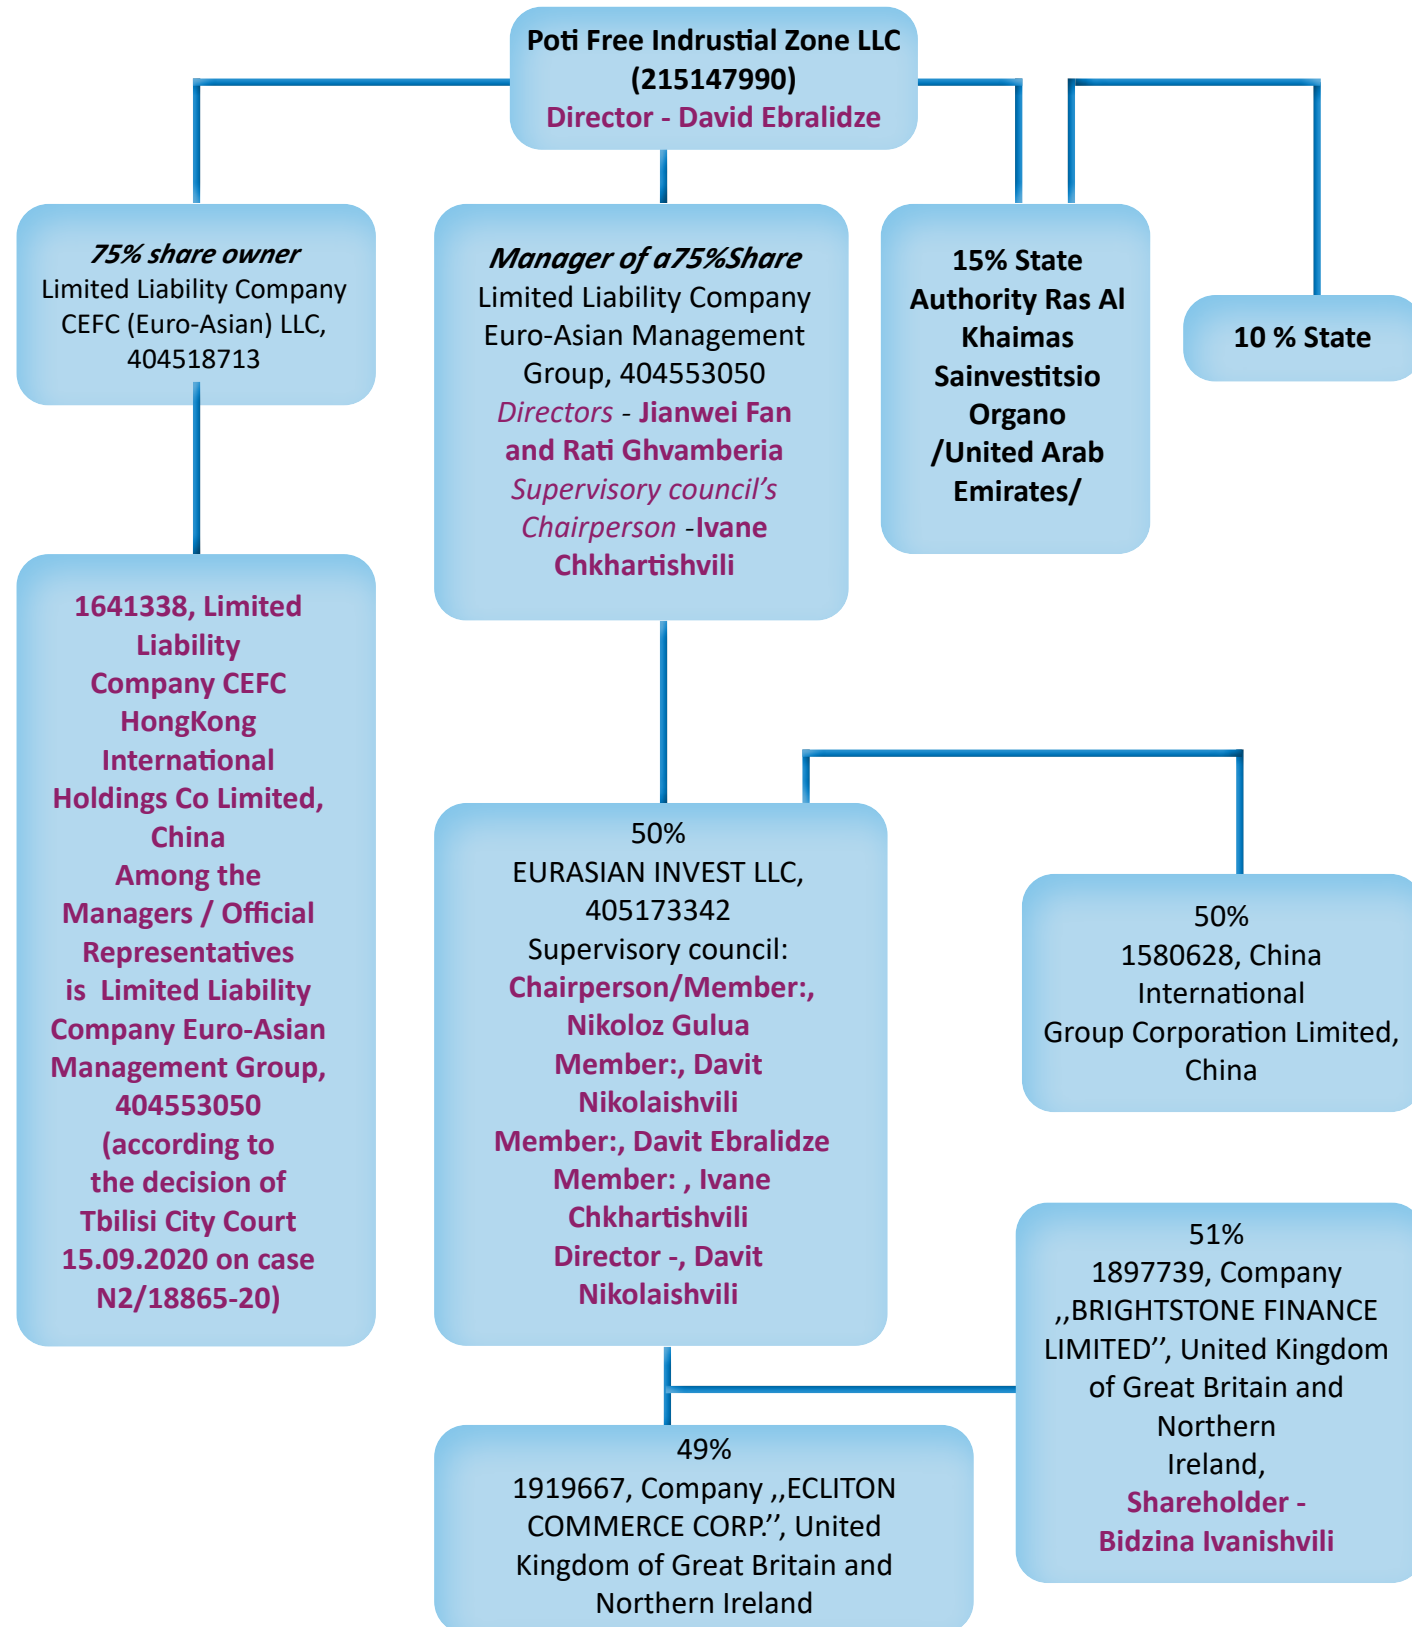 Poti Free Indrustial Zone LLC
(215147990)
Director - David Ebralidze
75% share owner
Limited Liability Company
CEFC (Euro-Asian) LLC,
404518713
Manager of a75%Share
Limited Liability Company
Euro-Asian Management
Group, 404553050
Directors - Jianwei Fan
and Rati Ghvamberia
Supervisory council's
Chairperson -Ivane
Chkhartishvili
15% State
Authority Ras Al
Khaimas
Sainvestitsio
Organo
/United Arab
Emirates/
10 % State
1641338, Limited
Liability
Company CEFC
HongKong
International
Holdings Co Limited,
China
Among the
Managers / Official
Representatives
is Limited Liability
Company Euro-Asian
Management Group,
404553050
(according to
the decision of
Tbilisi City Court
15.09.2020 on case
N2/18865-20)
50%
EURASIAN INVEST LLC,
405173342
Supervisory council:
Chairperson/Member:,
Nikoloz Gulua
Member:, Davit
Nikolaishvili
Member:, Davit Ebralidze
Member: , Ivane
Chkhartishvili
Director -, Davit
Nikolaishvili
50%
1580628, China
International
Group Corporation Limited,
China
51%
1897739, Company
,,BRIGHTSTONE FINANCE
LIMITED’’, United Kingdom
of Great Britain and
Northern
Ireland,
Shareholder -
Bidzina Ivanishvili
49%
1919667, Company ,,ECLITON
COMMERCE CORP.’’, United
Kingdom of Great Britain and
Northern Ireland